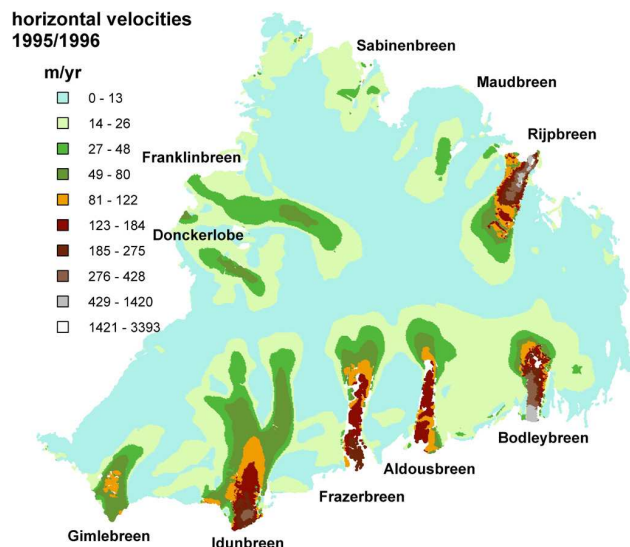 horizontal velocities
1995/1996
m/yr
0 - 13
14 - 26
27 - 48
49 - 80
81 - 122
123 - 184
185 - 275
276 - 428
429 - 1420
1421 - 3393
Sabinenbreen
Maudbreen
Rijpbreen
Franklinbreen
Donckerlobe
Bodleybreen
Aldousbreen
Frazerbreen
Gimlebreen
Idunbreen